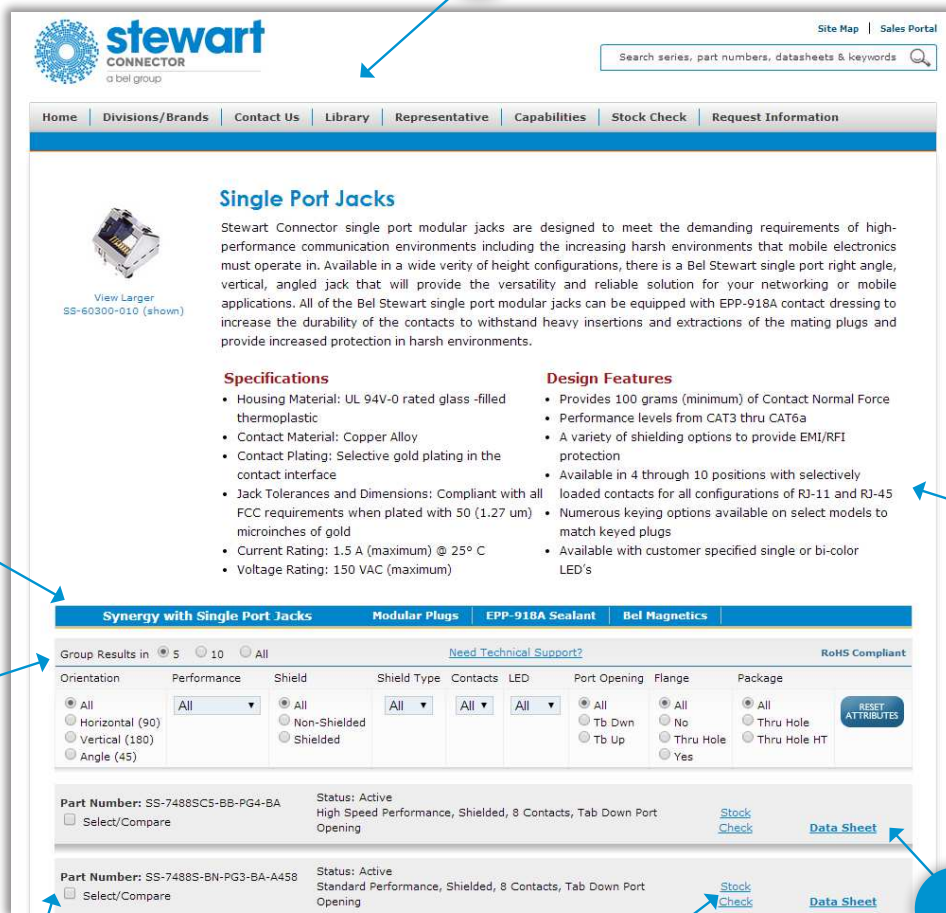 stewart
CONNECTOR
a bel group
Site Map | Sales Portal
Search series, part numbers, datasheets & keywords
Home | Divisions/Brands | Contact Us | Library | Representative | Capabilities | Stock Check | Request Information
View Larger
SS-60300-010 (shown)
Single Port Jacks
Stewart Connector single port modular jacks are designed to meet the demanding requirements of high-
performance communication environments including the increasing harsh environments that mobile electronics
must operate in. Available in a wide verity of height configurations, there is a Bel Stewart single port right angle,
vertical, angled jack that will provide the versatility and reliable solution for your networking or mobile
applications. All of the Bel Stewart single port modular jacks can be equipped with EPP-918A contact dressing to
increase the durability of the contacts to withstand heavy insertions and extractions of the mating plugs and
provide increased protection in harsh environments.
Specifications
• Housing Material: UL 94V-0 rated glass -filled
thermoplastic
• Contact Material: Copper Alloy
• Contact Plating: Selective gold plating in the
contact interface
• Jack Tolerances and Dimensions: Compliant with all
FCC requirements when plated with 50 (1.27 um)
microinches of gold
• Current Rating: 1.5 A (maximum) @ 25° C
• Voltage Rating: 150 VAC (maximum)
Design Features
• Provides 100 grams (minimum) of Contact Normal Force
• Performance levels from CAT3 thru CAT6a
• A variety of shielding options to provide EMI/RFI
protection
• Available in 4 through 10 positions with selectively
loaded contacts for all configurations of RJ-11 and RJ-45
• Numerous keying options available on select models to
match keyed plugs
• Available with customer specified single or bi-color
LED's
Synergy with Single Port Jacks Modular Plugs | EPP-918A Sealant | Bel Magnetics |
Group Results in 5 10 All Need Technical Support? RoHS Compliant
Orientation Performance Shield Shield Type Contacts LED Port Opening Flange Package
All All All All All All All All All RESET
Horizontal (90) Non-Shielded Tb Dwn No Thru Hole ATTRIBUTES
Vertical (180) Shielded Tb Up Thru Hole Thru Hole HT
Angle (45) Yes
Part Number: SS-7488SC5-BB-PG4-BA
Select/Compare
Status: Active
High Speed Performance, Shielded, 8 Contacts, Tab Down Port
Opening
Stock
Check
Data Sheet
Part Number: SS-7488S-BN-PG3-BA-A458
Select/Compare
Status: Active
Standard Performance, Shielded, 8 Contacts, Tab Down Port
Opening
Stock
Check
Data Sheet